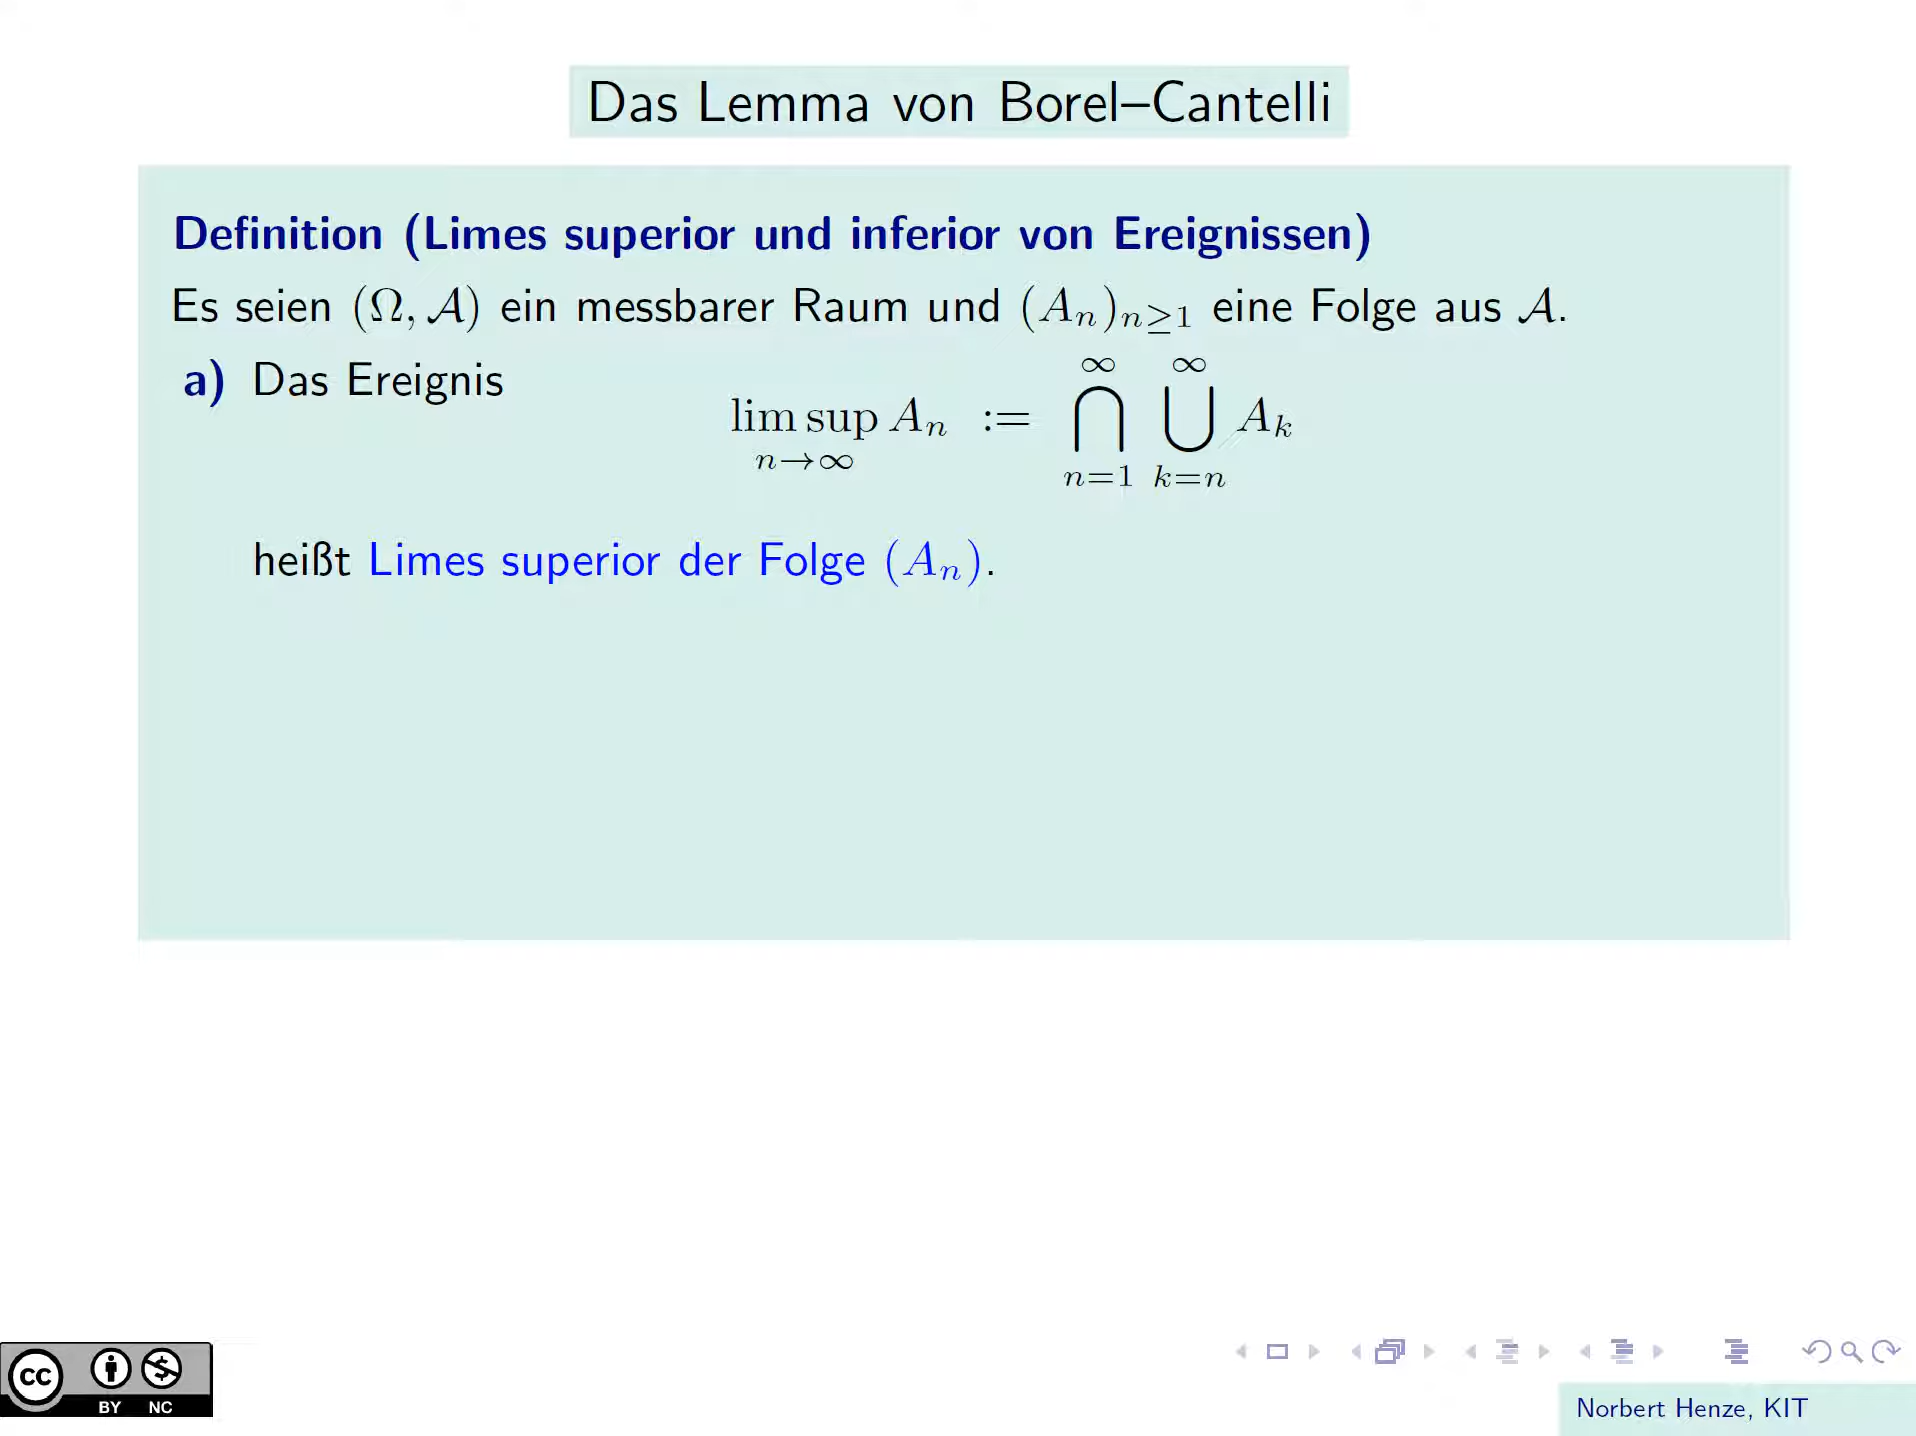 Das Lemma von Borel–Cantelli
Definition (Limes superior und inferior von Ereignissen)
Es seien (Ω, 𝒜) ein messbarer Raum und (Aₙ)ₙ≥₁ eine Folge aus 𝒜.
a) Das Ereignis
lim sup_{n→∞} Aₙ := ⋂_{n=1}^{∞} ⋃_{k=n}^{∞} Aₖ
heißt Limes superior der Folge (Aₙ).
cc BY NC
Norbert Henze, KIT